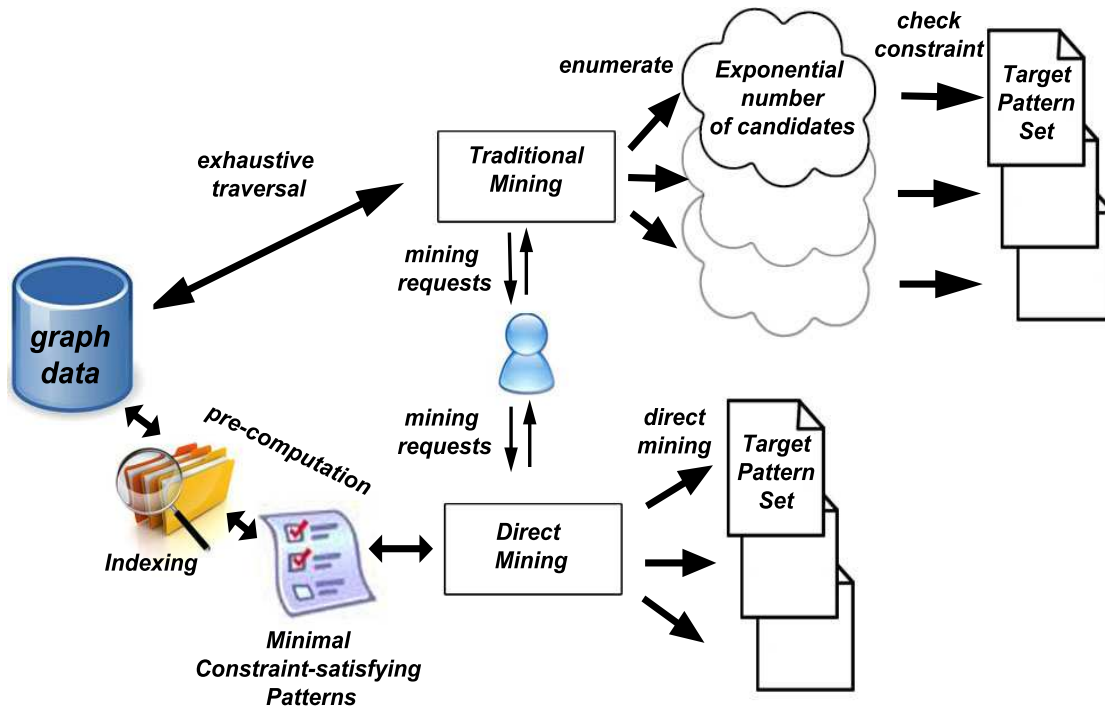 check
constraint
enumerate
Exponential
number
of candidates
Target
Pattern
Set
Traditional
Mining
exhaustive
traversal
mining
requests
graph
data
mining
requests
direct
mining
Target
Pattern
Set
pre-computation
Indexing
Direct
Mining
Minimal
Constraint-satisfying
Patterns